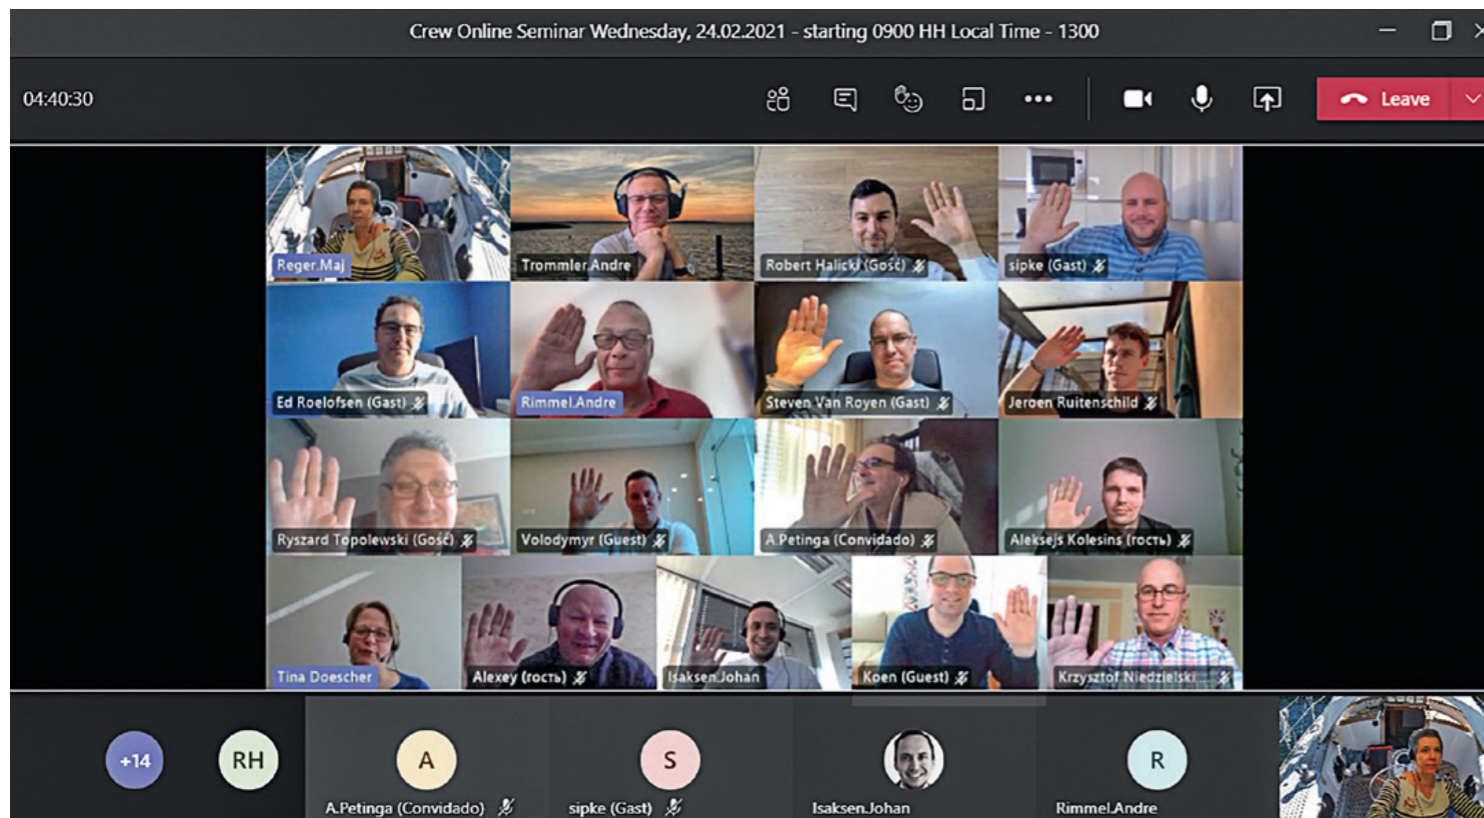 Crew Online Seminar Wednesday, 24.02.2021 - starting 0900 HH Local Time - 1300
04:40:30
Leave
Reger.Maj
Trommler.Andre
Robert Halicki (Gość)
sipke (Gast)
Ed Roelofsen (Gast)
Rimmel.Andre
Steven Van Royen (Gast)
Jeroen Ruitenschild
Ryszard Topolewski (Gość)
Volodymyr (Guest)
A.Petinga (Convidado)
Aleksejs Kolesins (гость)
Tina Doescher
Alexey (гость)
Isaksen.Johan
Koen (Guest)
Krzysztof Niedzielski
+14
RH
A
S
R
A.Petinga (Convidado)
sipke (Gast)
Isaksen.Johan
Rimmel.Andre